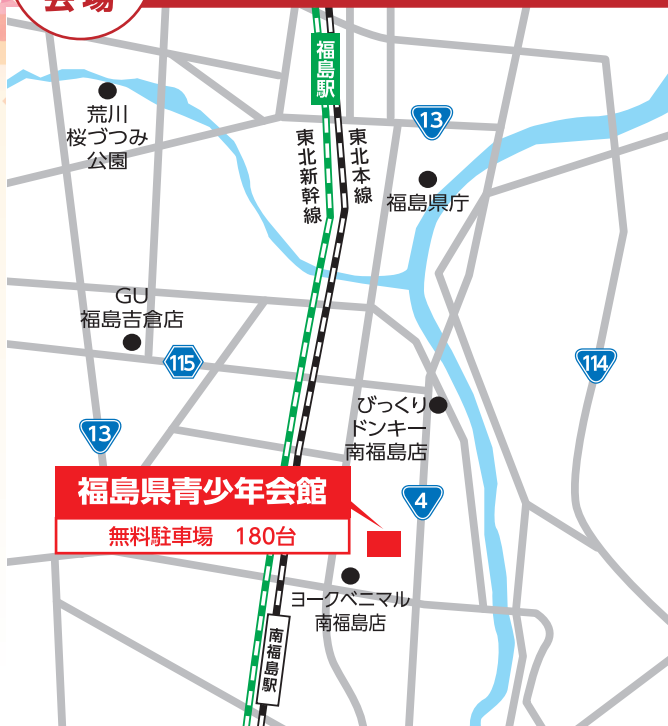 会場
福島駅
13
荒川
桜づつみ
公園
東北新幹線
東北本線
福島県庁
GU
福島吉倉店
115
114
びっくり
ドンキー
南福島店
13
福島県青少年会館
4
無料駐車場 180台
ヨークベニマル
南福島店
南福島駅